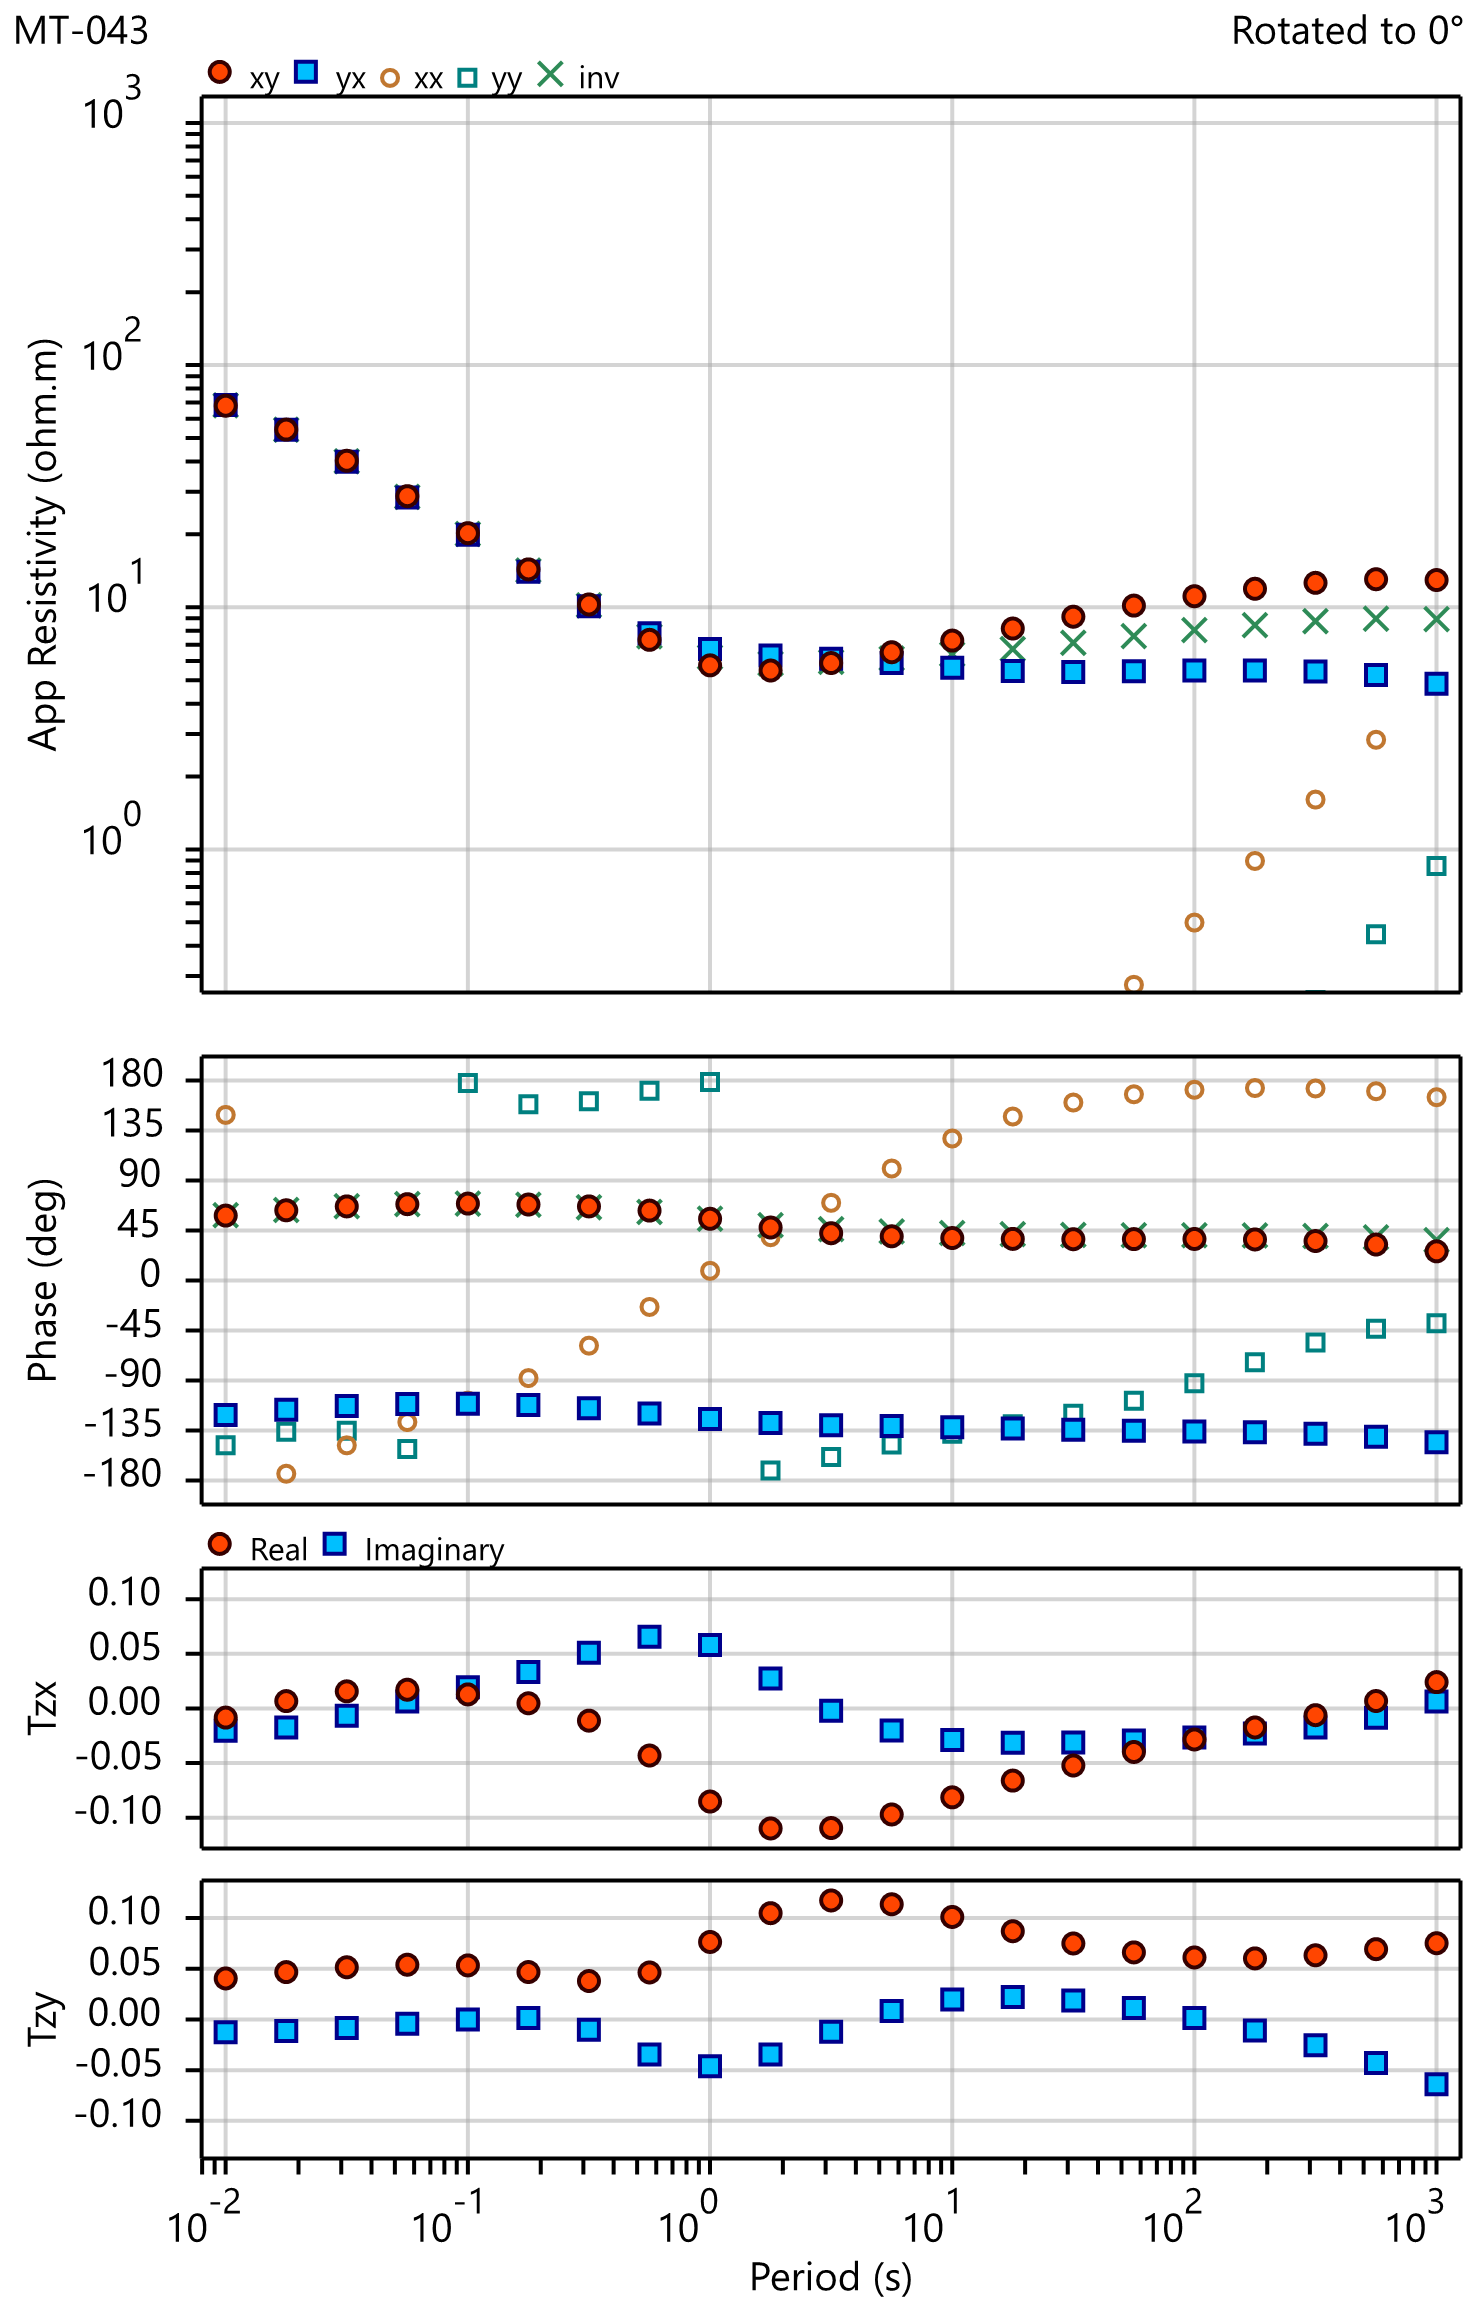 MT-043 Rotated to 0°
xy yx xx yy inv
10^3
10^2
10^1
10^0
App Resistivity (ohm.m)
180
135
90
45
0
-45
-90
-135
-180
Phase (deg)
Real Imaginary
0.10
0.05
0.00
-0.05
-0.10
Tzx
0.10
0.05
0.00
-0.05
-0.10
Tzy
10^-2 10^-1 10^0 10^1 10^2 10^3
Period (s)